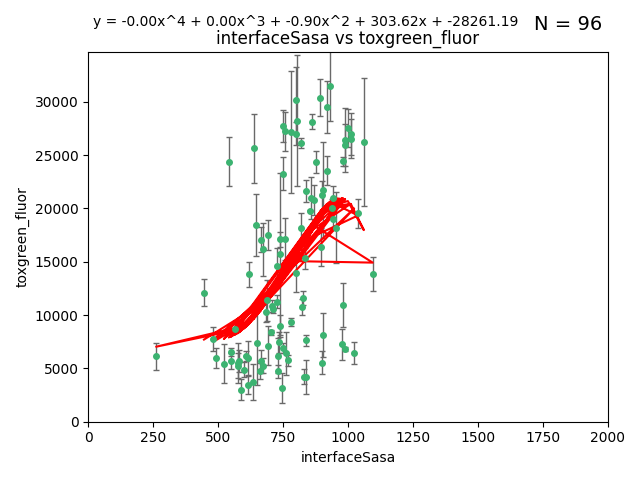 y = -0.00x^4 + 0.00x^3 + -0.90x^2 + 303.62x + -28261.19 N = 96
interfaceSasa vs toxgreen_fluor
30000
25000
20000
15000
10000
5000
0
toxgreen_fluor
0 250 500 750 1000 1250 1500 1750 2000
interfaceSasa